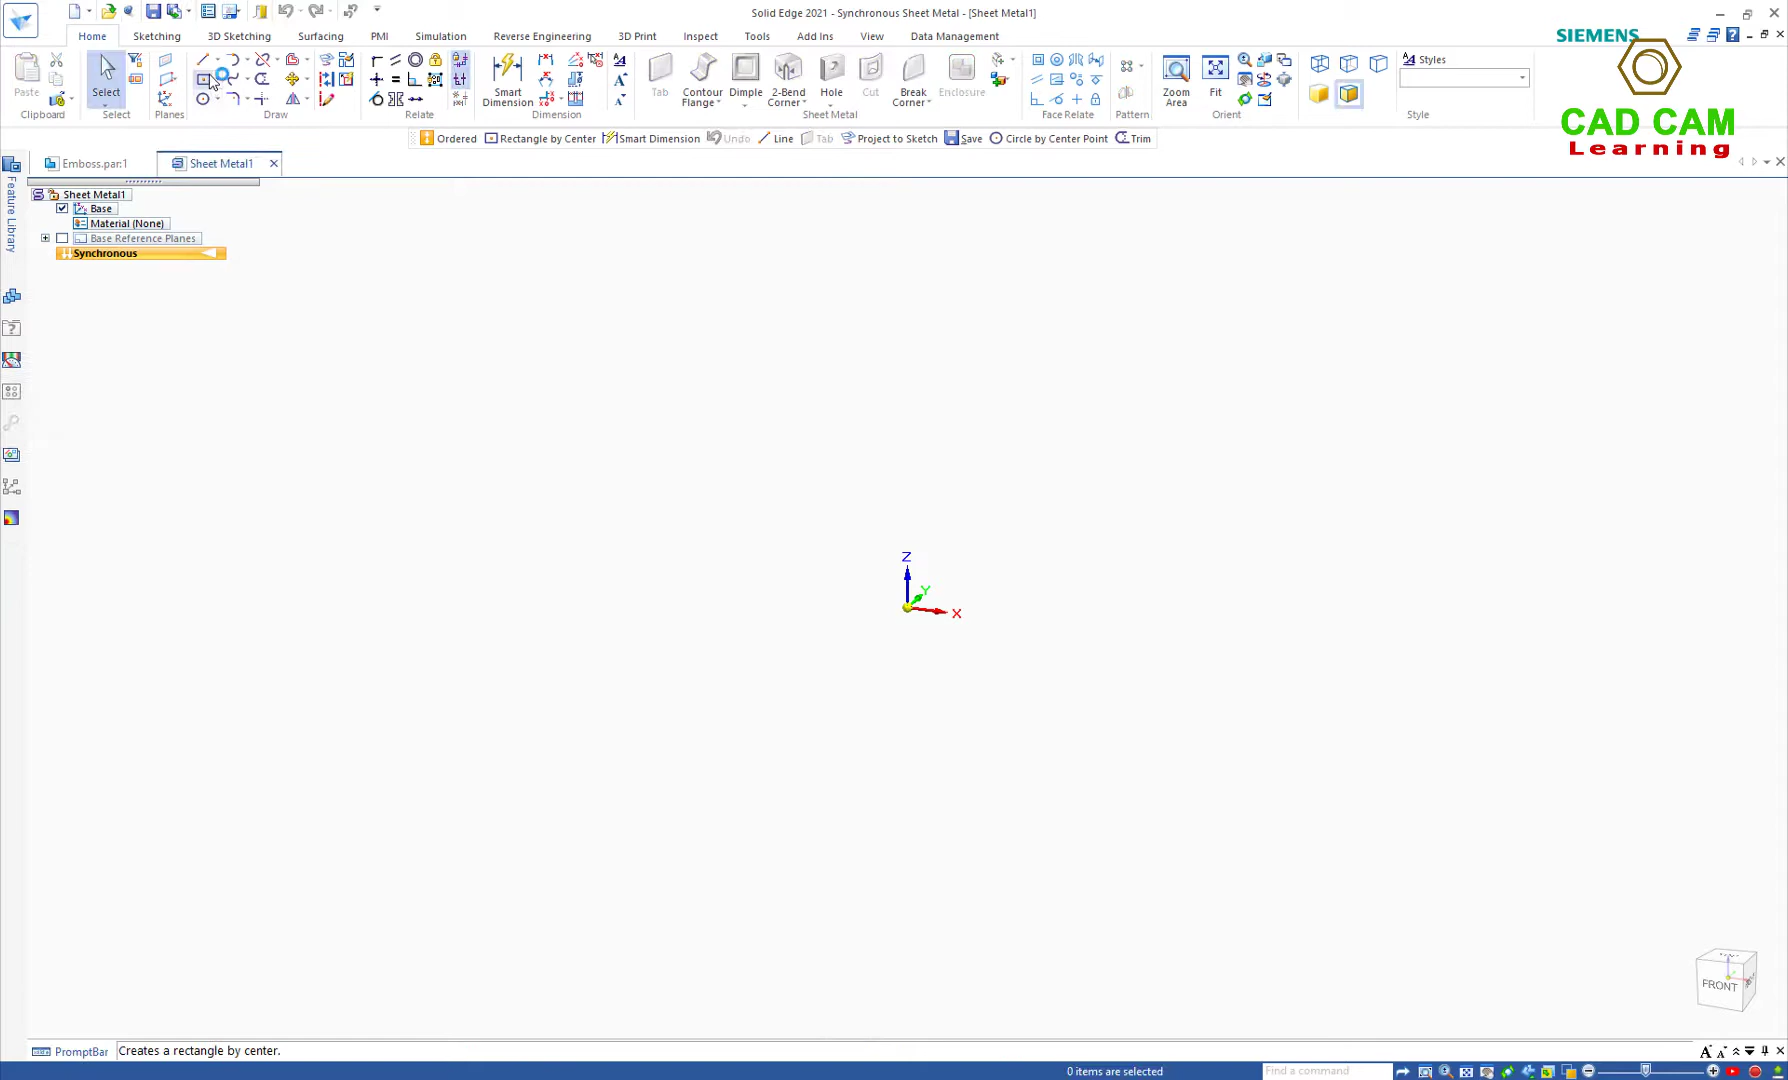 Solid Edge 2021 - Synchronous Sheet Metal - [Sheet Metal1]
Home Sketching 3D Sketching Surfacing PMI Simulation Reverse Engineering 3D Print Inspect Tools Add Ins View Data Management
SIEMENS
CAD CAM
Learning
Paste
Clipboard
Select
Select
Planes
Draw
Relate
Smart
Dimension
Dimension
Tab
Contour
Flange
Dimple
2-Bend
Corner
Hole
Cut
Break
Corner
Enclosure
Sheet Metal
Face Relate
Pattern
Zoom
Area
Fit
Orient
Styles
Style
Ordered Rectangle by Center Smart Dimension Undo Line Tab Project to Sketch Save Circle by Center Point Trim
Emboss.par:1
Sheet Metal1
Feature Library
Sheet Metal1
Base
Material (None)
Base Reference Planes
Synchronous
Z
Y
X
FRONT
PromptBar
Creates a rectangle by center.
0 items are selected
Find a command